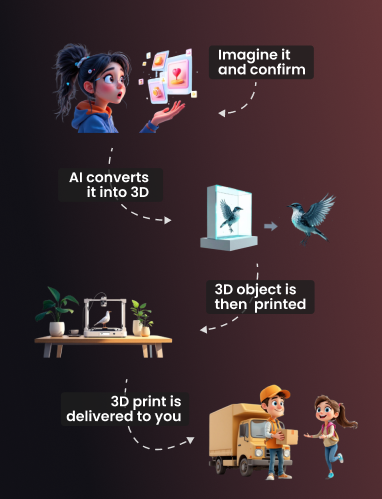 Imagine it
and confirm
AI converts
it into 3D
3D object is
then printed
3D print is
delivered to you